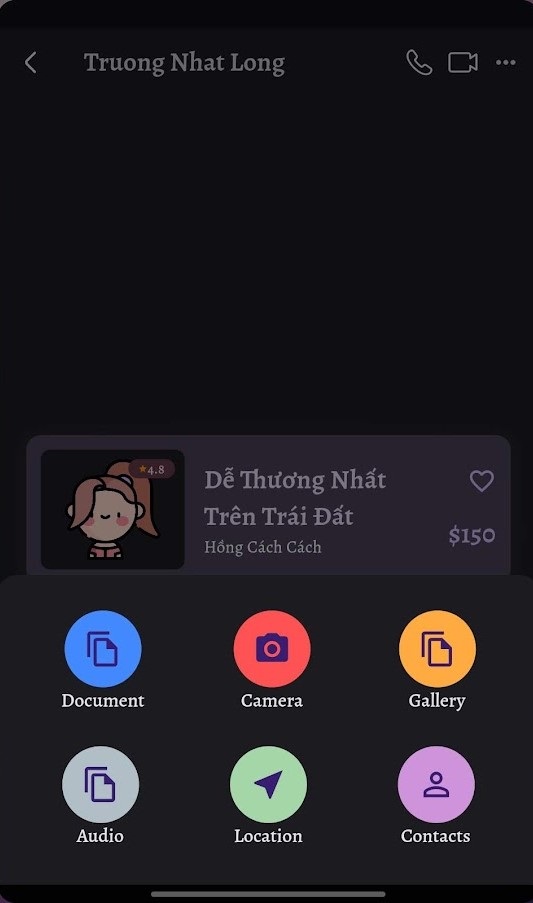 Truong Nhat Long
★4.8
Dễ Thương Nhất
Trên Trái Đất
Hồng Cách Cách
$150
Document
Camera
Gallery
Audio
Location
Contacts